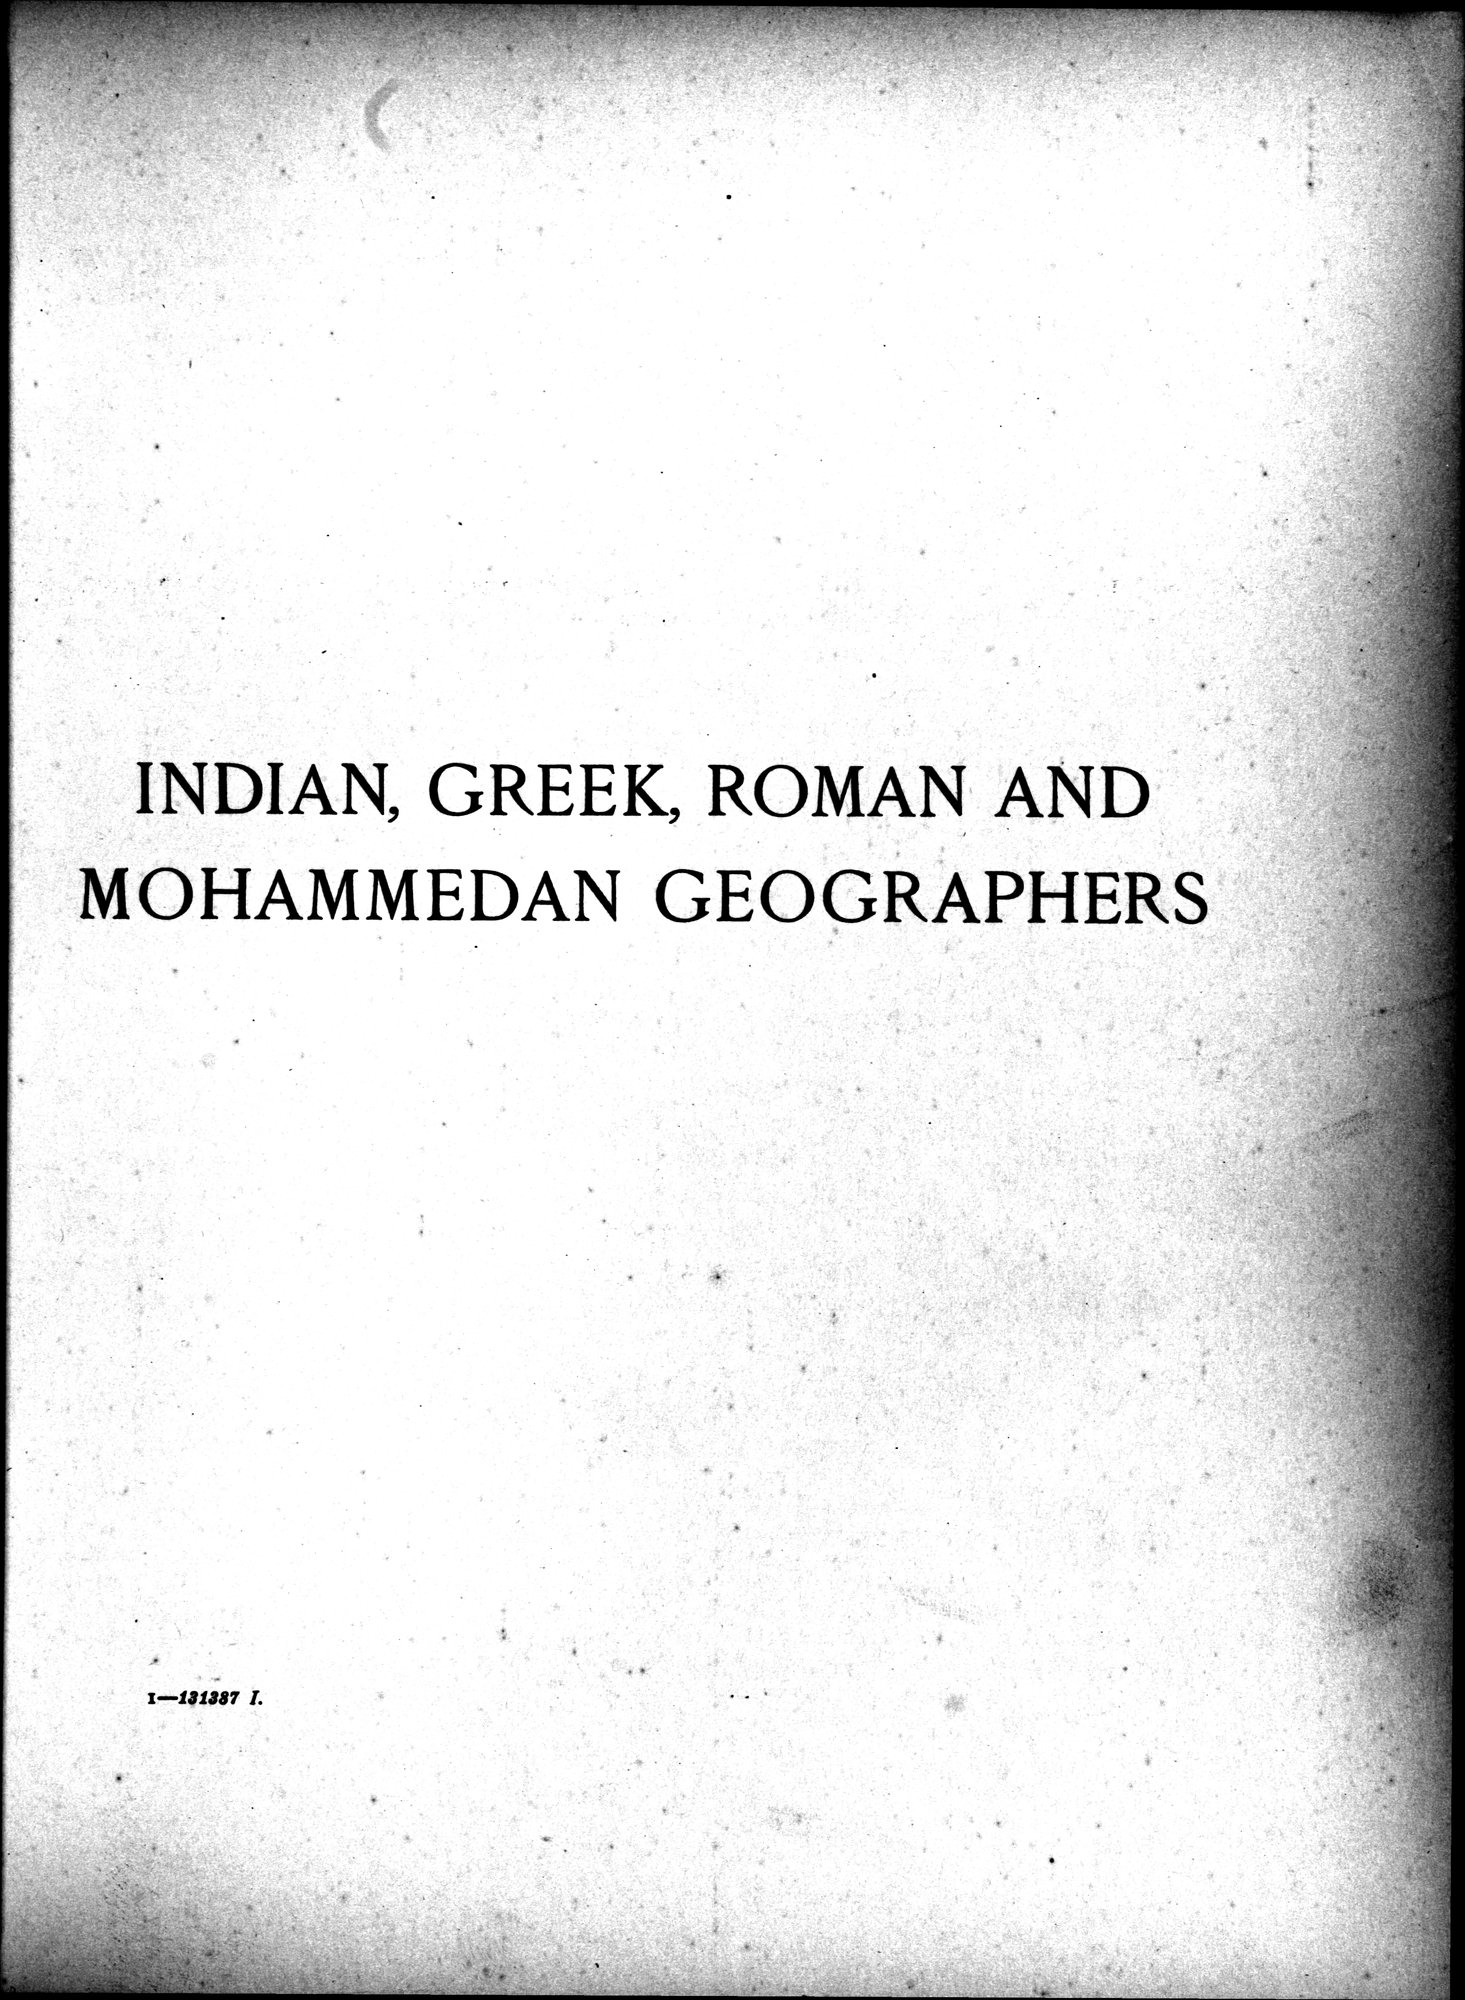 INDIAN, GREEK, ROMAN AND
MOHAMMEDAN GEOGRAPHERS
1—131387 I.